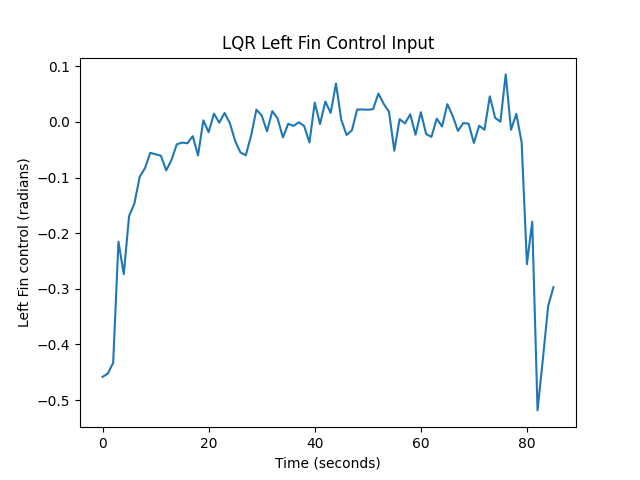 LQR Left Fin Control Input
0.1
0.0
−0.1
−0.2
−0.3
−0.4
−0.5
Left Fin control (radians)
0 20 40 60 80
Time (seconds)